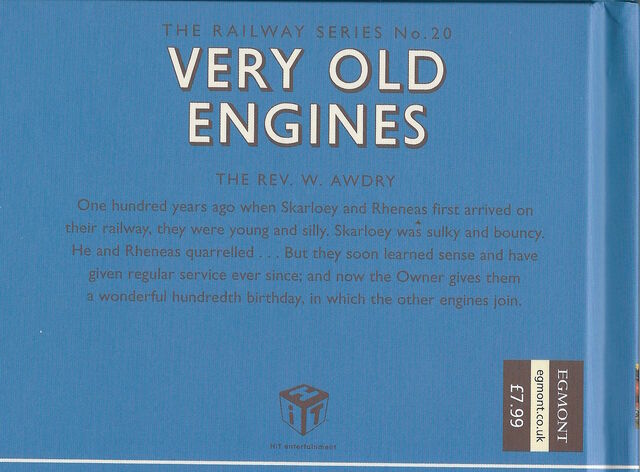 THE RAILWAY SERIES No.20
VERY OLD
ENGINES
THE REV. W. AWDRY
One hundred years ago when Skarloey and Rheneas first arrived on
their railway, they were young and silly. Skarloey was sulky and bouncy.
He and Rheneas quarrelled . . . But they soon learned sense and have
given regular service ever since; and now the Owner gives them
a wonderful hundredth birthday, in which the other engines join.
HiT
HiT entertainment
EGMONT
egmont.co.uk
£7.99